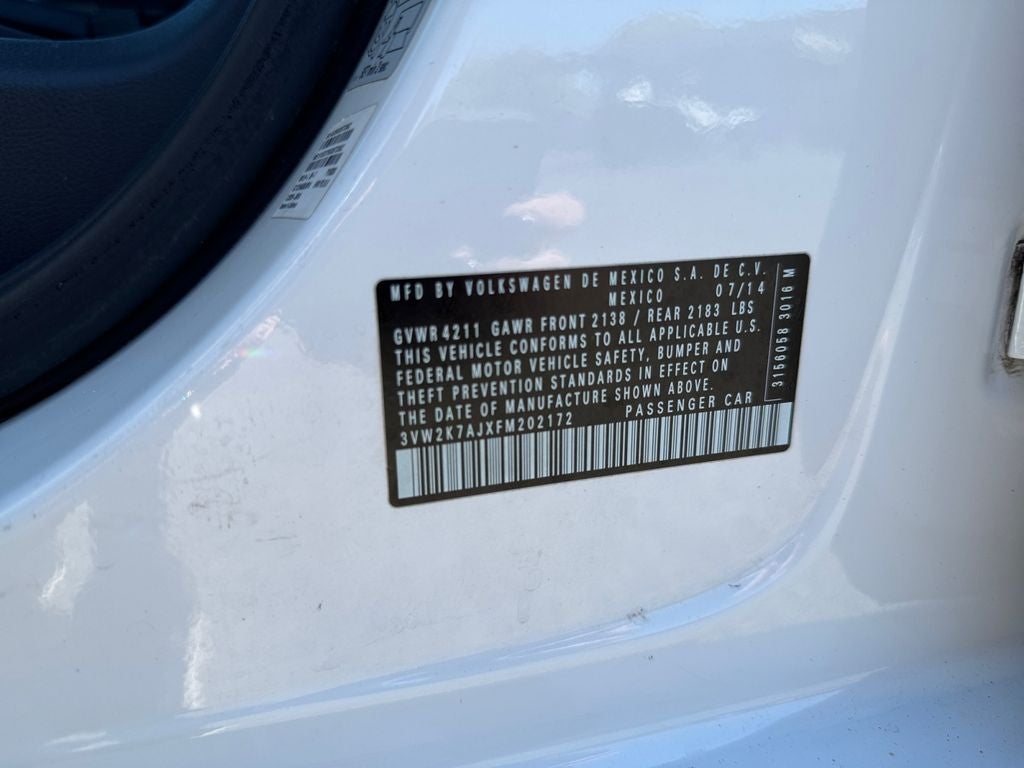 MFD BY VOLKSWAGEN DE MEXICO S.A. DE C.V.
MEXICO 07/14
GVWR 4211 GAWR FRONT 2138 / REAR 2183 LBS
THIS VEHICLE CONFORMS TO ALL APPLICABLE U.S.
FEDERAL MOTOR VEHICLE SAFETY, BUMPER AND
THEFT PREVENTION STANDARDS IN EFFECT ON
THE DATE OF MANUFACTURE SHOWN ABOVE.
3VW2K7AJXFM202172 PASSENGER CAR
3156058 3016 M